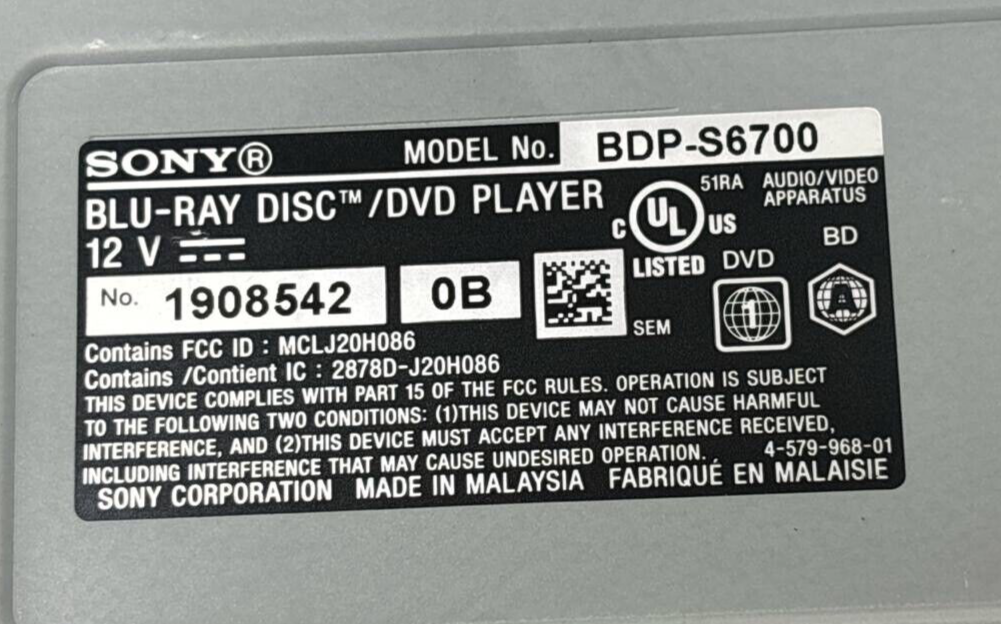 SONY® MODEL No. BDP-S6700
BLU-RAY DISC™/DVD PLAYER
12 V
51RA
AUDIO/VIDEO
APPARATUS
C UL US
LISTED
DVD
BD
1
A
No. 1908542
0B
SEM
Contains FCC ID : MCLJ20H086
Contains /Contient IC : 2878D-J20H086
THIS DEVICE COMPLIES WITH PART 15 OF THE FCC RULES. OPERATION IS SUBJECT
TO THE FOLLOWING TWO CONDITIONS: (1)THIS DEVICE MAY NOT CAUSE HARMFUL
INTERFERENCE, AND (2)THIS DEVICE MUST ACCEPT ANY INTERFERENCE RECEIVED,
INCLUDING INTERFERENCE THAT MAY CAUSE UNDESIRED OPERATION. 4-579-968-01
SONY CORPORATION MADE IN MALAYSIA FABRIQUÉ EN MALAISIE